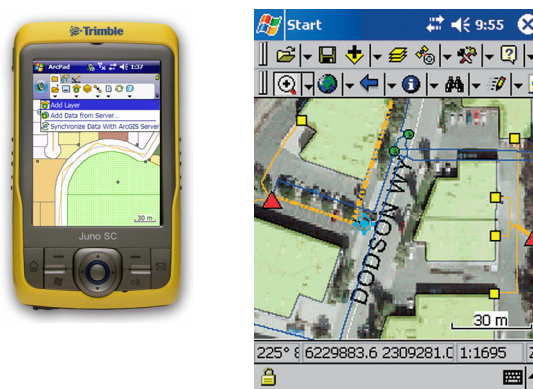 Trimble
ArcPad 1:37
Add Layer
Add Data from Server...
Synchronize Data With ArcGIS Server
30 m
Juno SC
ok
Start 9:55
DODSON WY
30 m
225° 6229883.6 2309281.0 1:1695